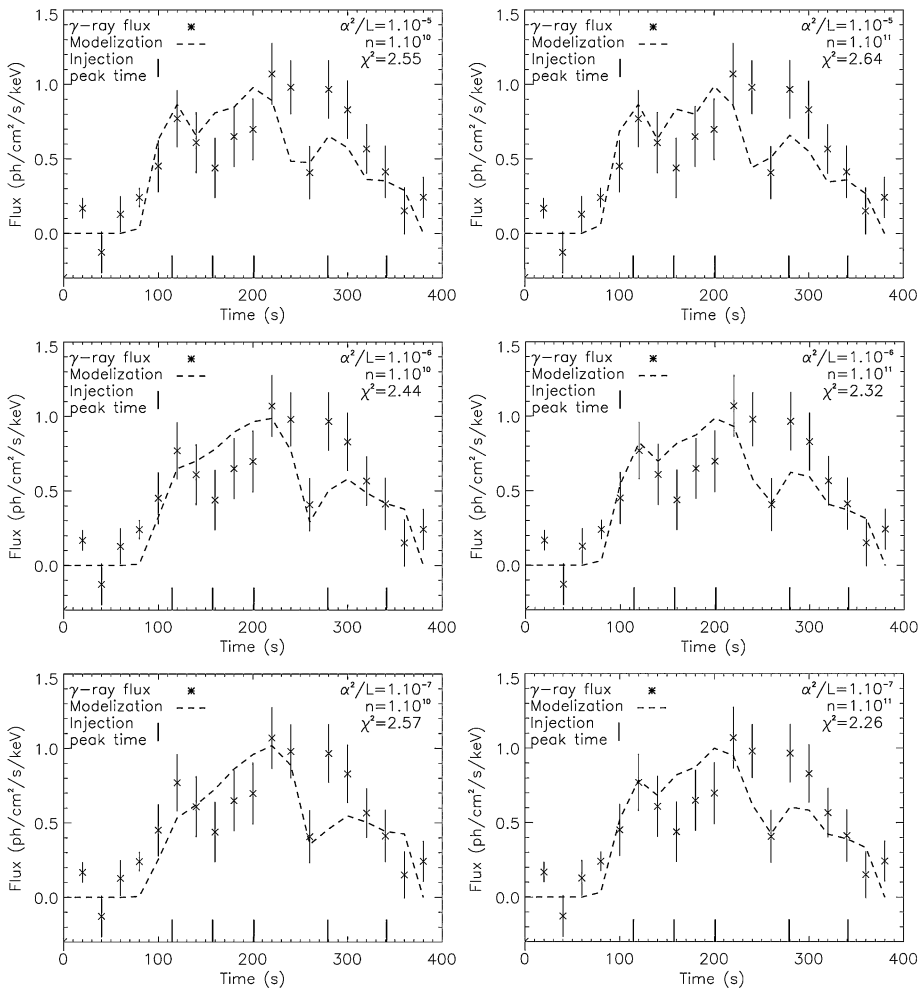 γ-ray flux α²/L=1.10⁻⁵
Modelization n=1.10¹⁰
Injection χ²=2.55
peak time
1.5
1.0
0.5
0.0
Flux (ph/cm²/s/keV)
0 100 200 300 400
Time (s)
γ-ray flux α²/L=1.10⁻⁵
Modelization n=1.10¹¹
Injection χ²=2.64
peak time
1.5
1.0
0.5
0.0
Flux (ph/cm²/s/keV)
0 100 200 300 400
Time (s)
γ-ray flux α²/L=1.10⁻⁶
Modelization n=1.10¹⁰
Injection χ²=2.44
peak time
1.5
1.0
0.5
0.0
Flux (ph/cm²/s/keV)
0 100 200 300 400
Time (s)
γ-ray flux α²/L=1.10⁻⁶
Modelization n=1.10¹¹
Injection χ²=2.32
peak time
1.5
1.0
0.5
0.0
Flux (ph/cm²/s/keV)
0 100 200 300 400
Time (s)
γ-ray flux α²/L=1.10⁻⁷
Modelization n=1.10¹⁰
Injection χ²=2.57
peak time
1.5
1.0
0.5
0.0
Flux (ph/cm²/s/keV)
0 100 200 300 400
Time (s)
γ-ray flux α²/L=1.10⁻⁷
Modelization n=1.10¹¹
Injection χ²=2.26
peak time
1.5
1.0
0.5
0.0
Flux (ph/cm²/s/keV)
0 100 200 300 400
Time (s)